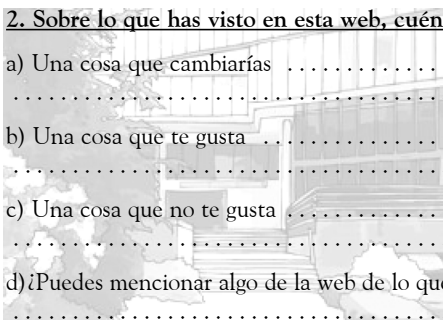 2. Sobre lo que has visto en esta web, cuén
a) Una cosa que cambiarías . . . . . . . . . . . . . .
. . . . . . . . . . . . . . . . . . . . . . . . . . . . . . . . . . . . .
b) Una cosa que te gusta . . . . . . . . . . . . . . . .
. . . . . . . . . . . . . . . . . . . . . . . . . . . . . . . . . . . . .
c) Una cosa que no te gusta . . . . . . . . . . . . . .
. . . . . . . . . . . . . . . . . . . . . . . . . . . . . . . . . . . . .
d)¿Puedes mencionar algo de la web de lo que
. . . . . . . . . . . . . . . . . . . . . . . . . . . . . . . . . . . . .